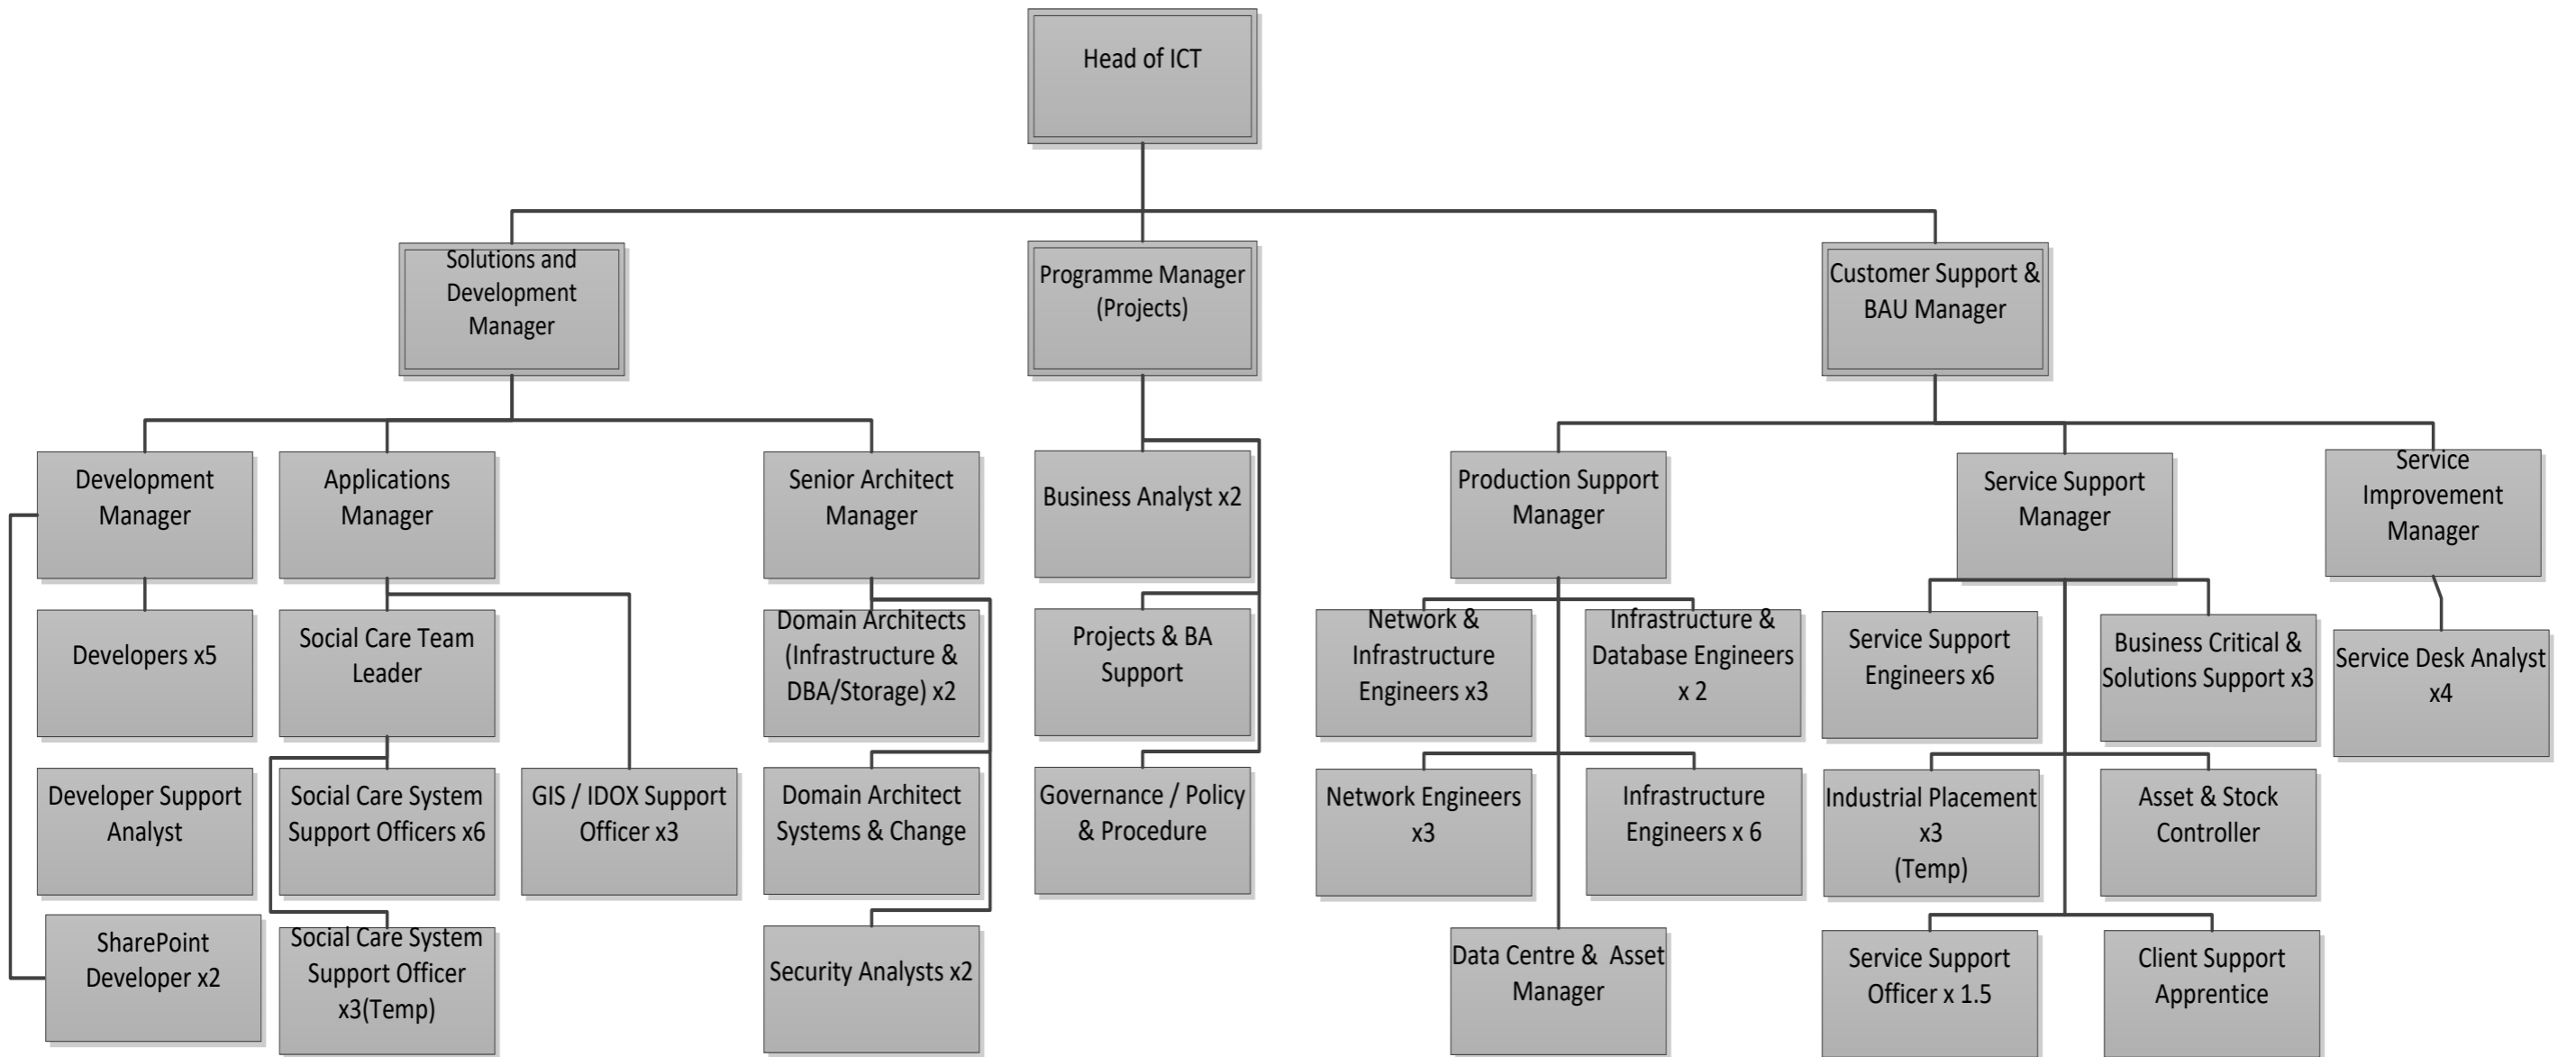 Head of ICT
Solutions and
Development
Manager
Programme Manager
(Projects)
Customer Support &
BAU Manager
Development
Manager
Applications
Manager
Senior Architect
Manager
Business Analyst x2
Production Support
Manager
Service Support
Manager
Service
Improvement
Manager
Developers x5
Social Care Team
Leader
Domain Architects
(Infrastructure &
DBA/Storage) x2
Projects & BA
Support
Network &
Infrastructure
Engineers x3
Infrastructure &
Database Engineers
x 2
Service Support
Engineers x6
Business Critical &
Solutions Support x3
Service Desk Analyst
x4
Developer Support
Analyst
Social Care System
Support Officers x6
GIS / IDOX Support
Officer x3
Domain Architect
Systems & Change
Governance / Policy
& Procedure
Network Engineers
x3
Infrastructure
Engineers x 6
Industrial Placement
x3
(Temp)
Asset & Stock
Controller
SharePoint
Developer x2
Social Care System
Support Officer
x3(Temp)
Security Analysts x2
Data Centre &  Asset
Manager
Service Support
Officer x 1.5
Client Support
Apprentice